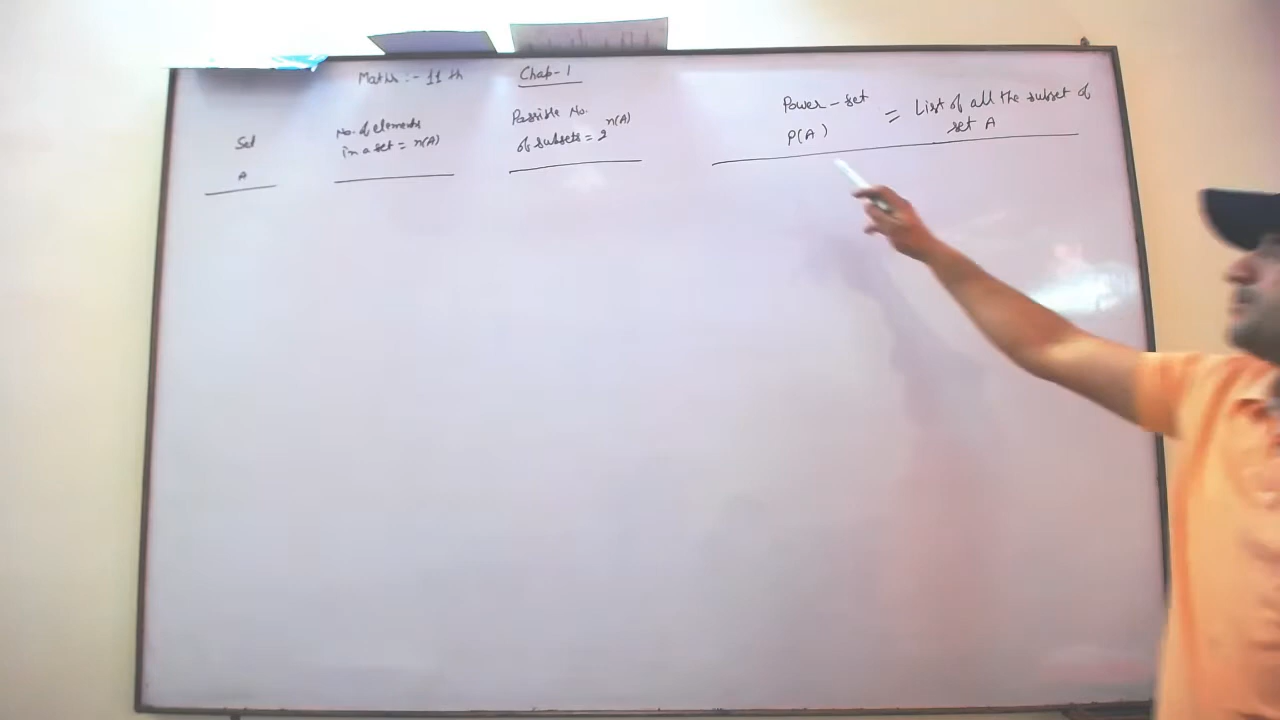 Maths :- 11 th
Chap-1
Set
A
No. of elements
in a set = n(A)
Possible No.
of subsets = 2^n(A)
Power-set
P(A)
= List of all the subset of
set A